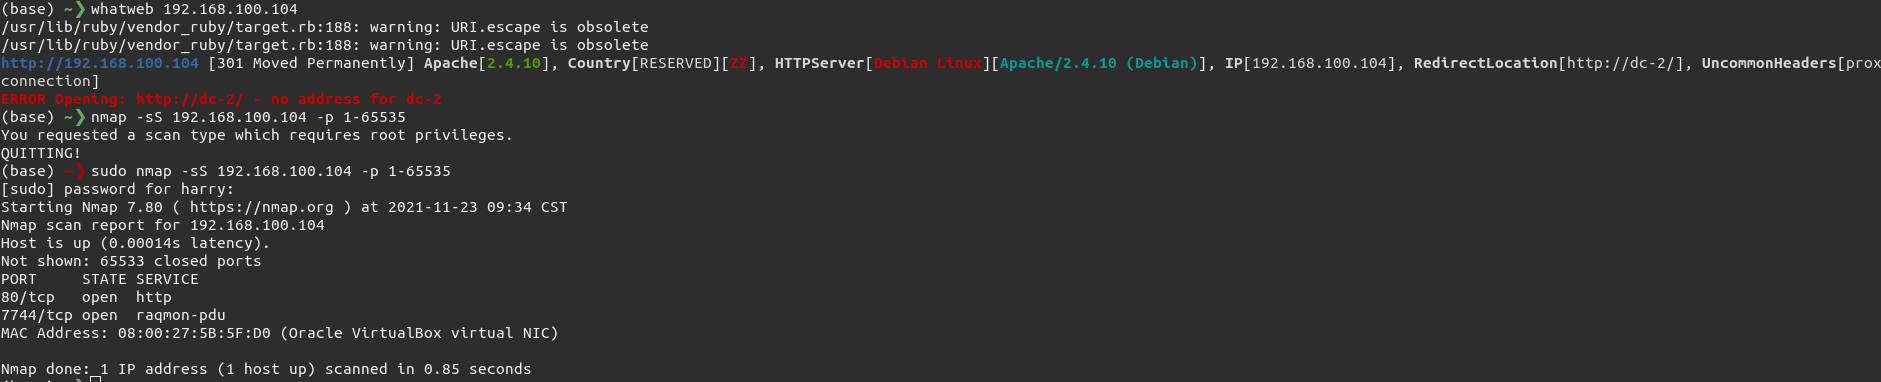 (base) ~❯ whatweb 192.168.100.104
/usr/lib/ruby/vendor_ruby/target.rb:188: warning: URI.escape is obsolete
/usr/lib/ruby/vendor_ruby/target.rb:188: warning: URI.escape is obsolete
http://192.168.100.104 [301 Moved Permanently] Apache[2.4.10], Country[RESERVED][ZZ], HTTPServer[Debian Linux][Apache/2.4.10 (Debian)], IP[192.168.100.104], RedirectLocation[http://dc-2/], UncommonHeaders[prox
connection]
ERROR Opening: http://dc-2/ - no address for dc-2
(base) ~❯ nmap -sS 192.168.100.104 -p 1-65535
You requested a scan type which requires root privileges.
QUITTING!
(base) ~❯ sudo nmap -sS 192.168.100.104 -p 1-65535
[sudo] password for harry:
Starting Nmap 7.80 ( https://nmap.org ) at 2021-11-23 09:34 CST
Nmap scan report for 192.168.100.104
Host is up (0.00014s latency).
Not shown: 65533 closed ports
PORT     STATE SERVICE
80/tcp   open  http
7744/tcp open  raqmon-pdu
MAC Address: 08:00:27:5B:5F:D0 (Oracle VirtualBox virtual NIC)
Nmap done: 1 IP address (1 host up) scanned in 0.85 seconds